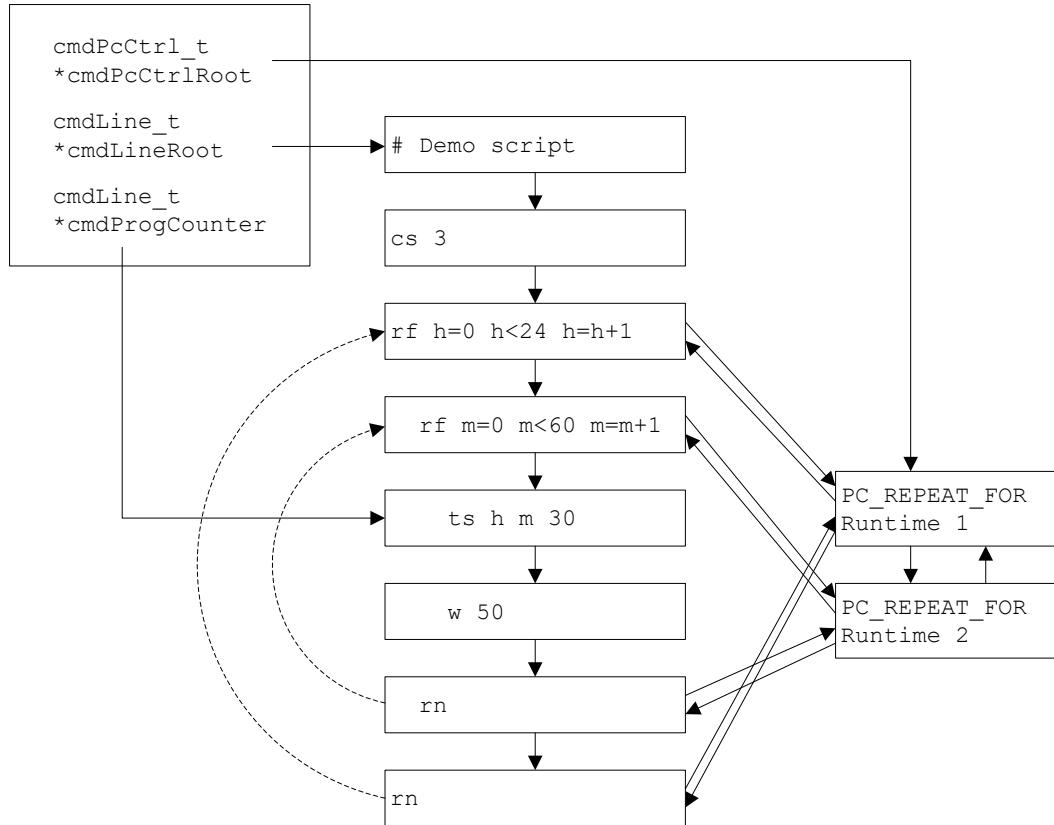 cmdPcCtrl_t
*cmdPcCtrlRoot
cmdLine_t
*cmdLineRoot
cmdLine_t
*cmdProgCounter
# Demo script
cs 3
rf h=0 h<24 h=h+1
rf m=0 m<60 m=m+1
ts h m 30
w 50
rn
rn
PC_REPEAT_FOR
Runtime 1
PC_REPEAT_FOR
Runtime 2